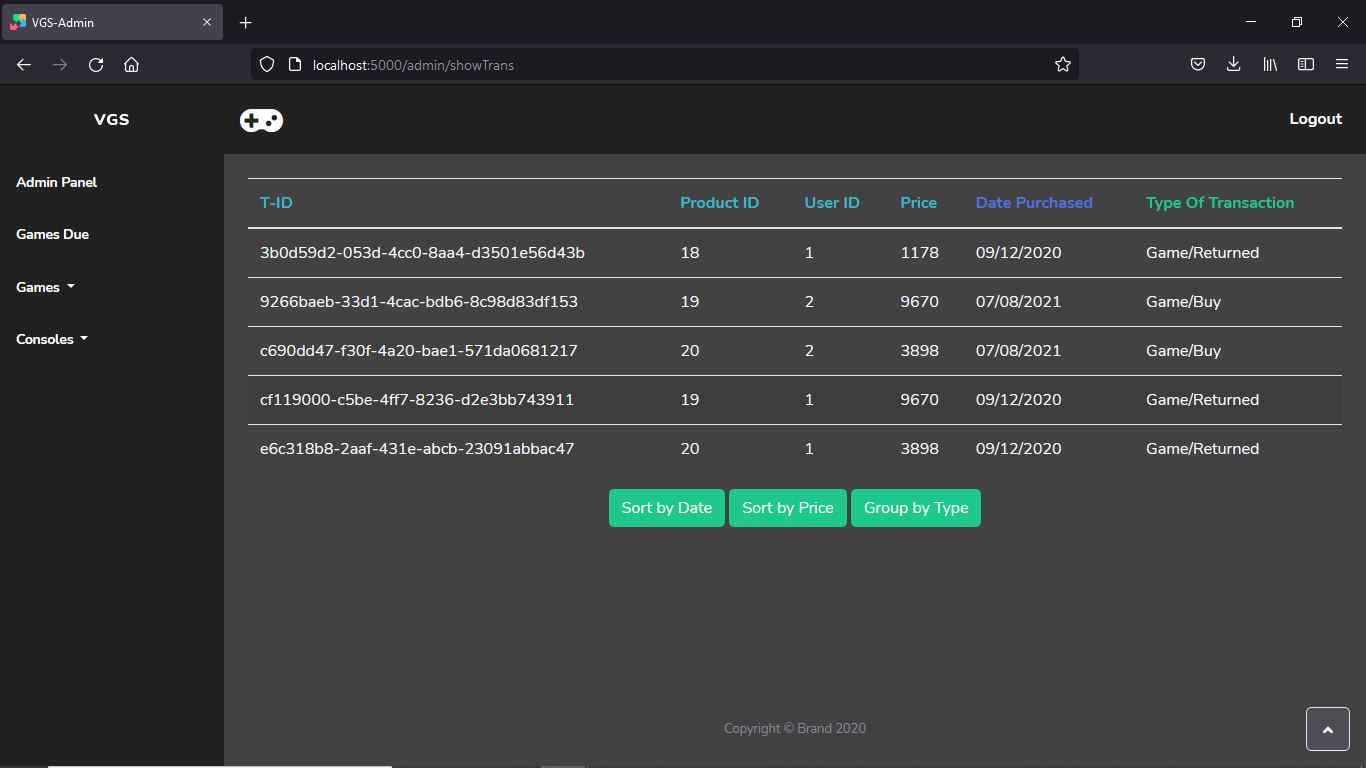 VGS-Admin
localhost:5000/admin/showTrans
VGS
Logout
Admin Panel
Games Due
Games
Consoles
T-ID Product ID User ID Price Date Purchased Type Of Transaction
3b0d59d2-053d-4cc0-8aa4-d3501e56d43b 18 1 1178 09/12/2020 Game/Returned
9266baeb-33d1-4cac-bdb6-8c98d83df153 19 2 9670 07/08/2021 Game/Buy
c690dd47-f30f-4a20-bae1-571da0681217 20 2 3898 07/08/2021 Game/Buy
cf119000-c5be-4ff7-8236-d2e3bb743911 19 1 9670 09/12/2020 Game/Returned
e6c318b8-2aaf-431e-abcb-23091abbac47 20 1 3898 09/12/2020 Game/Returned
Sort by Date Sort by Price Group by Type
Copyright © Brand 2020